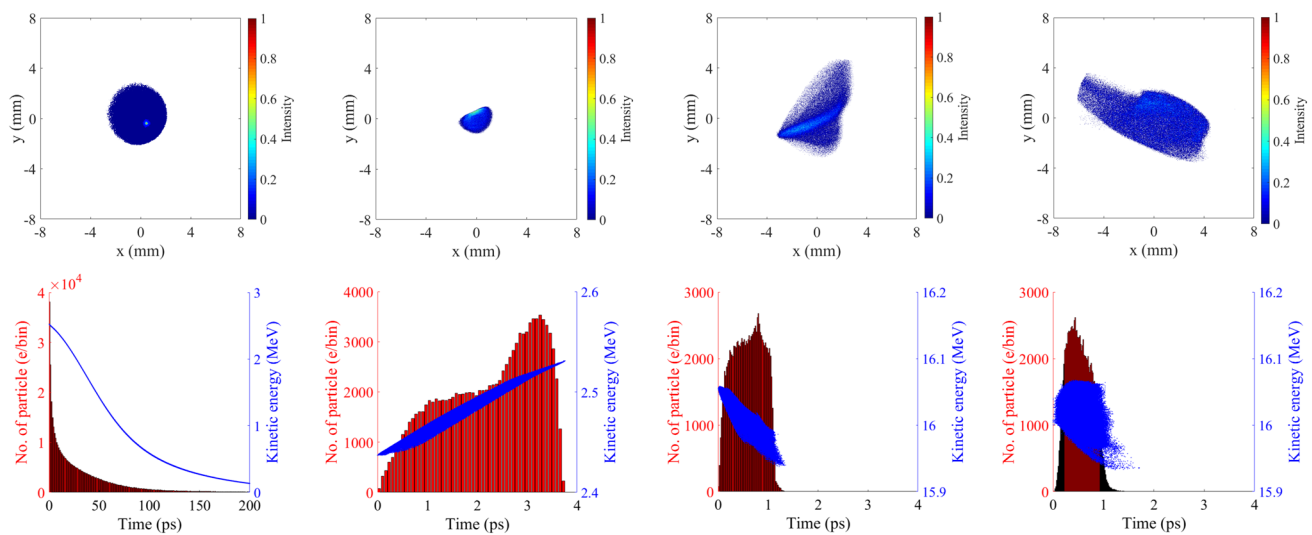 8
4
0
-4
-8
y (mm)
-8 -4 0 4 8
x (mm)
1
0.8
0.6
0.4
0.2
0
Intensity
8
4
0
-4
-8
y (mm)
-8 -4 0 4 8
x (mm)
1
0.8
0.6
0.4
0.2
0
Intensity
8
4
0
-4
-8
y (mm)
-8 -4 0 4 8
x (mm)
1
0.8
0.6
0.4
0.2
0
Intensity
8
4
0
-4
-8
y (mm)
-8 -4 0 4 8
x (mm)
1
0.8
0.6
0.4
0.2
0
Intensity
×10⁴
4
3
2
1
0
No. of particle (e/bin)
0 50 100 150 200
Time (ps)
3
2
1
0
Kinetic energy (MeV)
4000
3000
2000
1000
0
No. of particle (e/bin)
0 1 2 3 4
Time (ps)
2.6
2.5
2.4
Kinetic energy (MeV)
3000
2000
1000
0
No. of particle (e/bin)
0 1 2 3 4
Time (ps)
16.2
16.1
16
15.9
Kinetic energy (MeV)
3000
2000
1000
0
No. of particle (e/bin)
0 1 2 3 4
Time (ps)
16.2
16.1
16
15.9
Kinetic energy (MeV)